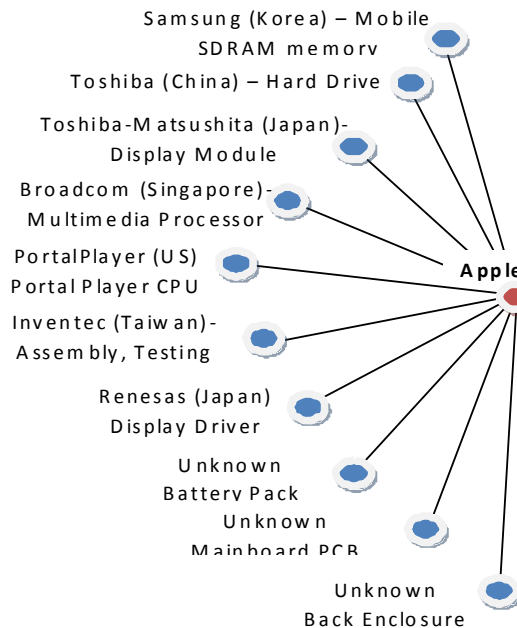 Samsung (Korea) – Mobile
SDRAM memory
Toshiba (China) – Hard Drive
Toshiba-Matsushita (Japan)-
Display Module
Broadcom (Singapore)-
Multimedia Processor
Apple
PortalPlayer (US)
Portal Player CPU
Inventec (Taiwan)-
Assembly, Testing
Renesas (Japan)
Display Driver
Unknown
Battery Pack
Unknown
Mainboard PCB
Unknown
Back Enclosure